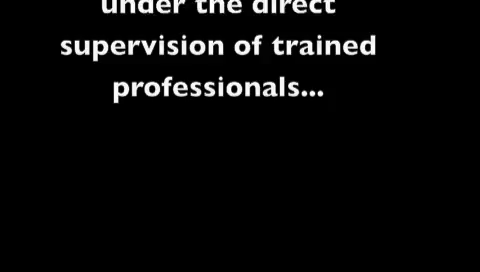 under the direct
supervision of trained
professionals...